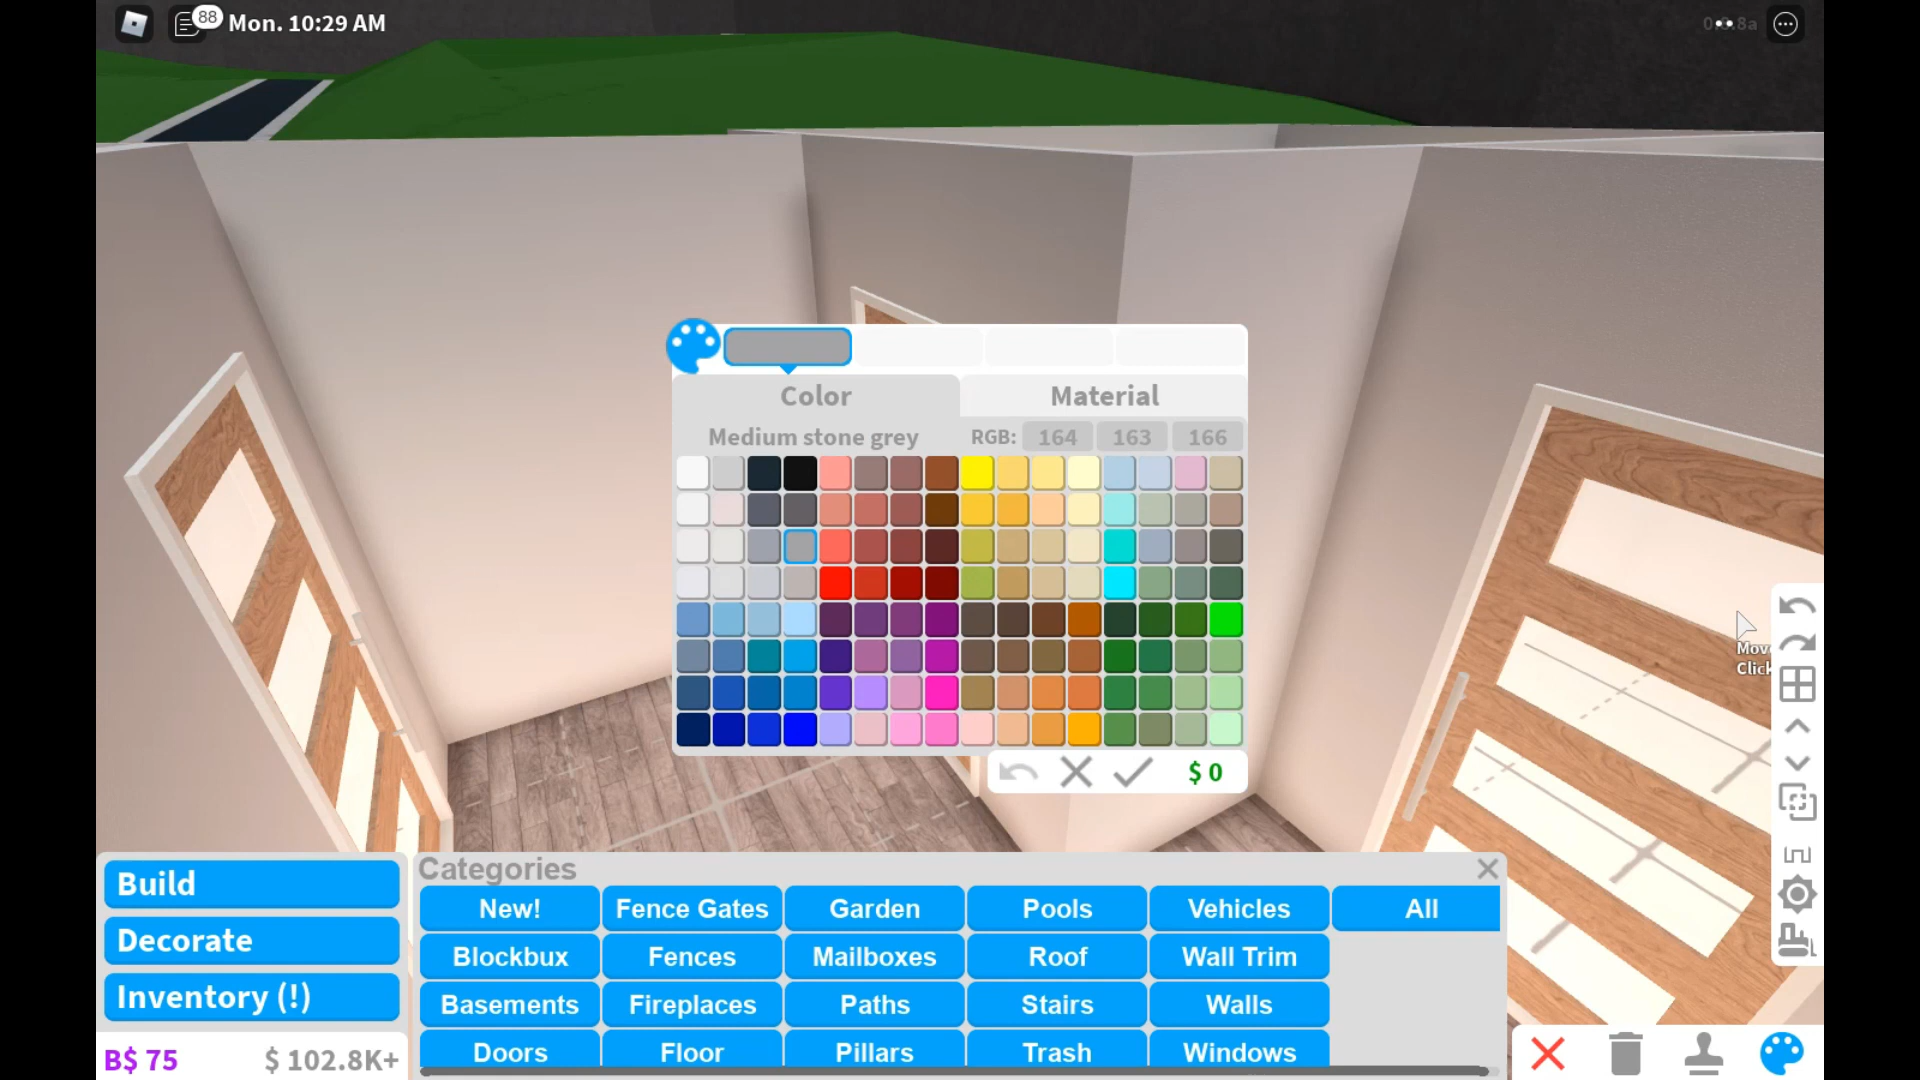 88 Mon. 10:29 AM
Color Material
Medium stone grey RGB: 164 163 166
Click
$ 0
Build
Decorate
Inventory (!)
B$ 75 $ 102.8K+
Categories
New! Fence Gates Garden Pools Vehicles All
Blockbux Fences Mailboxes Roof Wall Trim
Basements Fireplaces Paths Stairs Walls
Doors Floor Pillars Trash Windows